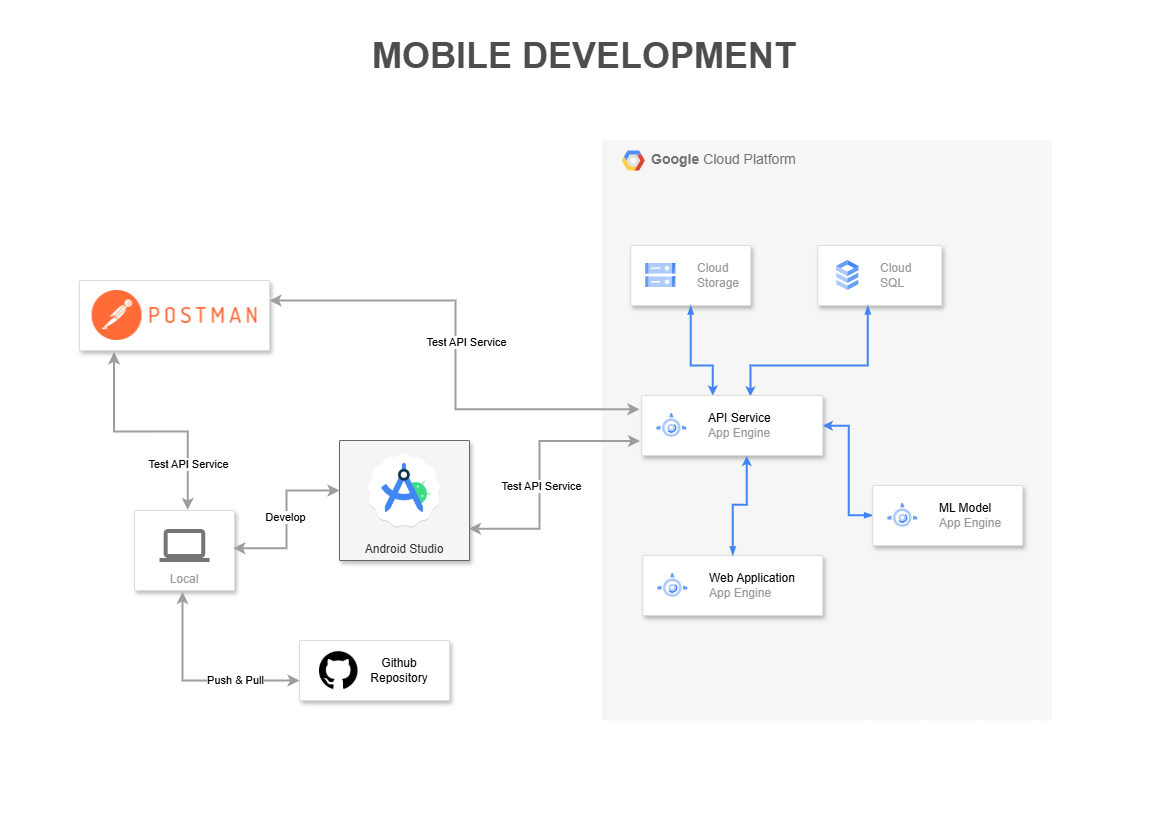 MOBILE DEVELOPMENT
Google Cloud Platform
Cloud
Storage
Cloud
SQL
POSTMAN
Test API Service
API Service
App Engine
Test API Service
Test API Service
Develop
Android Studio
ML Model
App Engine
Local
Web Application
App Engine
Github
Repository
Push & Pull